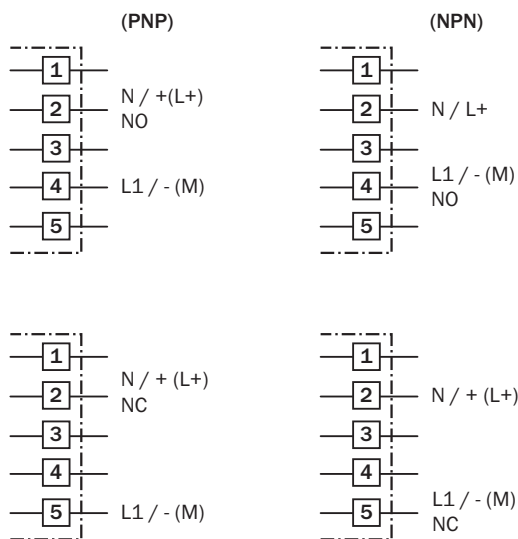 (PNP)
1
2
N / +(L+)
NO
3
4
L1 / - (M)
5
(NPN)
1
2
N / L+
3
4
L1 / - (M)
NO
5
1
2
N / + (L+)
NC
3
4
5
L1 / - (M)
1
2
N / + (L+)
3
4
5
L1 / - (M)
NC